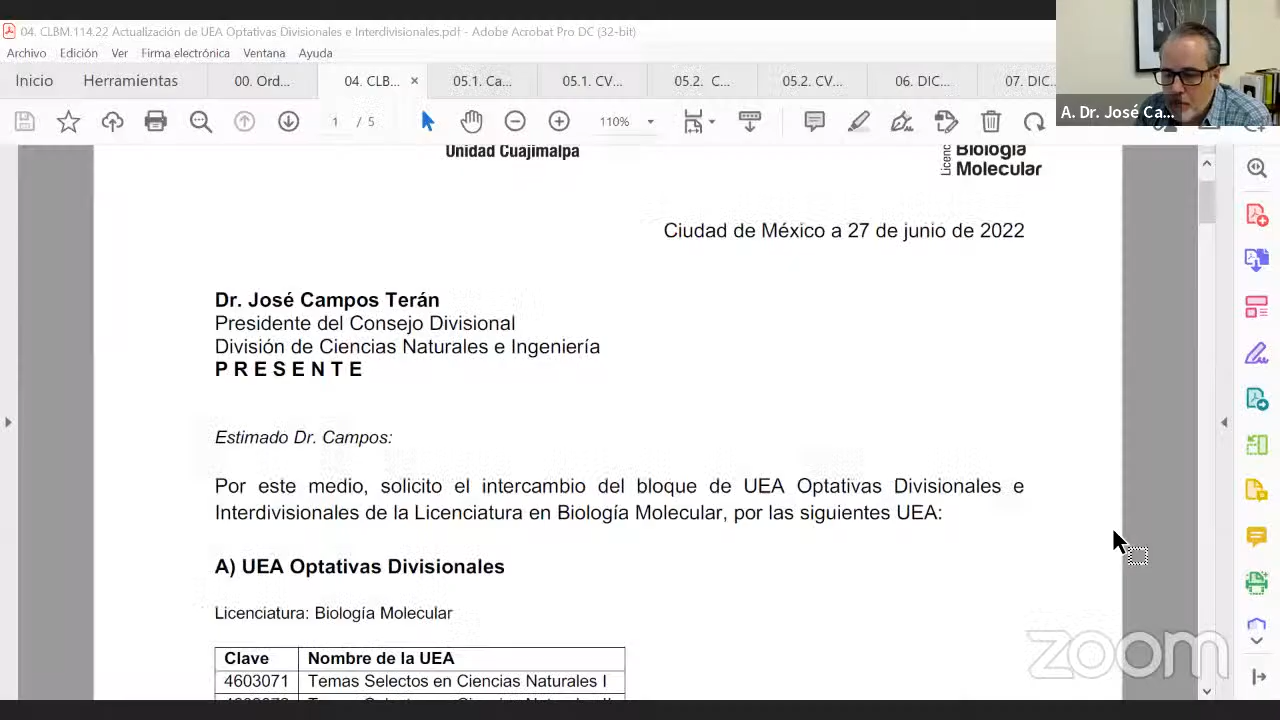 04. CLBM.114.22 Actualización de UEA Optativas Divisionales e Interdivisionales.pdf - Adobe Acrobat Pro DC (32-bit)
Archivo Edición Ver Firma electrónica Ventana Ayuda
Inicio Herramientas 00. Ord... 04. CLB... × 05.1. Ca... 05.1. CV... 05.2. C... 05.2. CV... 06. DIC... 07. DIC
A. Dr. José Ca...
1 / 5 110%
Unidad Cuajimalpa
Licenc
Biología
Molecular
Ciudad de México a 27 de junio de 2022
Dr. José Campos Terán
Presidente del Consejo Divisional
División de Ciencias Naturales e Ingeniería
P R E S E N T E
Estimado Dr. Campos:
Por este medio, solicito el intercambio del bloque de UEA Optativas Divisionales e
Interdivisionales de la Licenciatura en Biología Molecular, por las siguientes UEA:
A) UEA Optativas Divisionales
Licenciatura: Biología Molecular
Clave Nombre de la UEA
4603071 Temas Selectos en Ciencias Naturales I
zoom